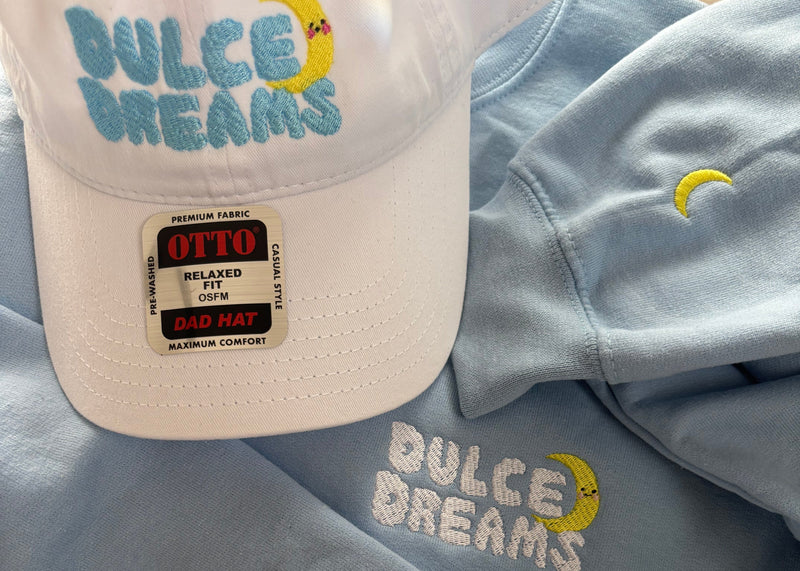 DULCE
DREAMS
PREMIUM FABRIC
PRE-WASHED
OTTO®
RELAXED
FIT
OSFM
DAD HAT
CASUAL STYLE
MAXIMUM COMFORT
DULCE
DREAMS